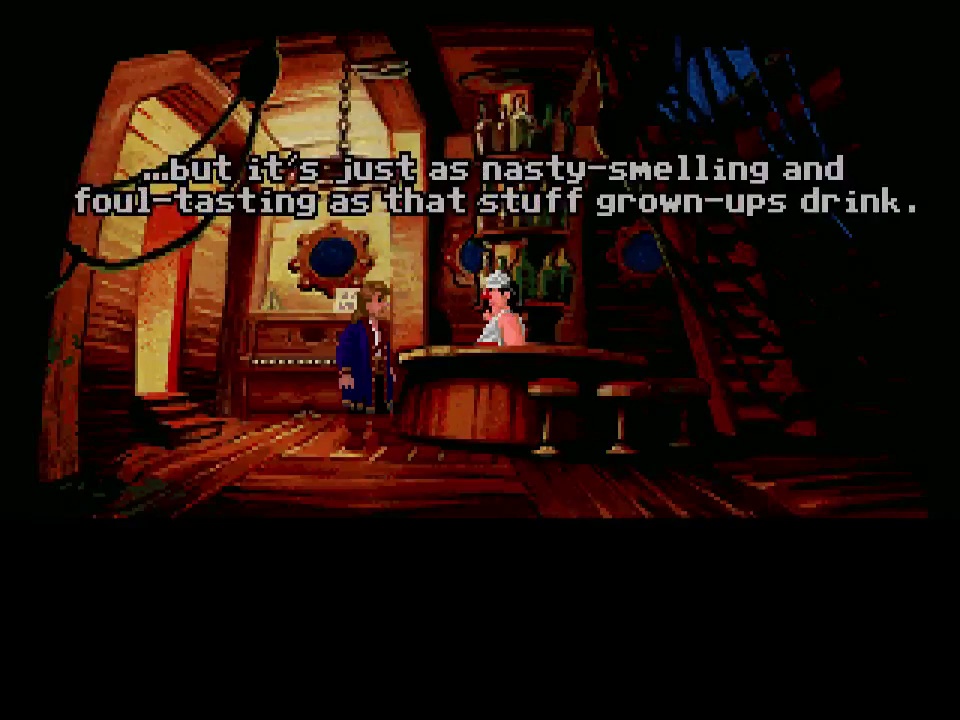 …but it's just as nasty-smelling and
foul-tasting as that stuff grown-ups drink.